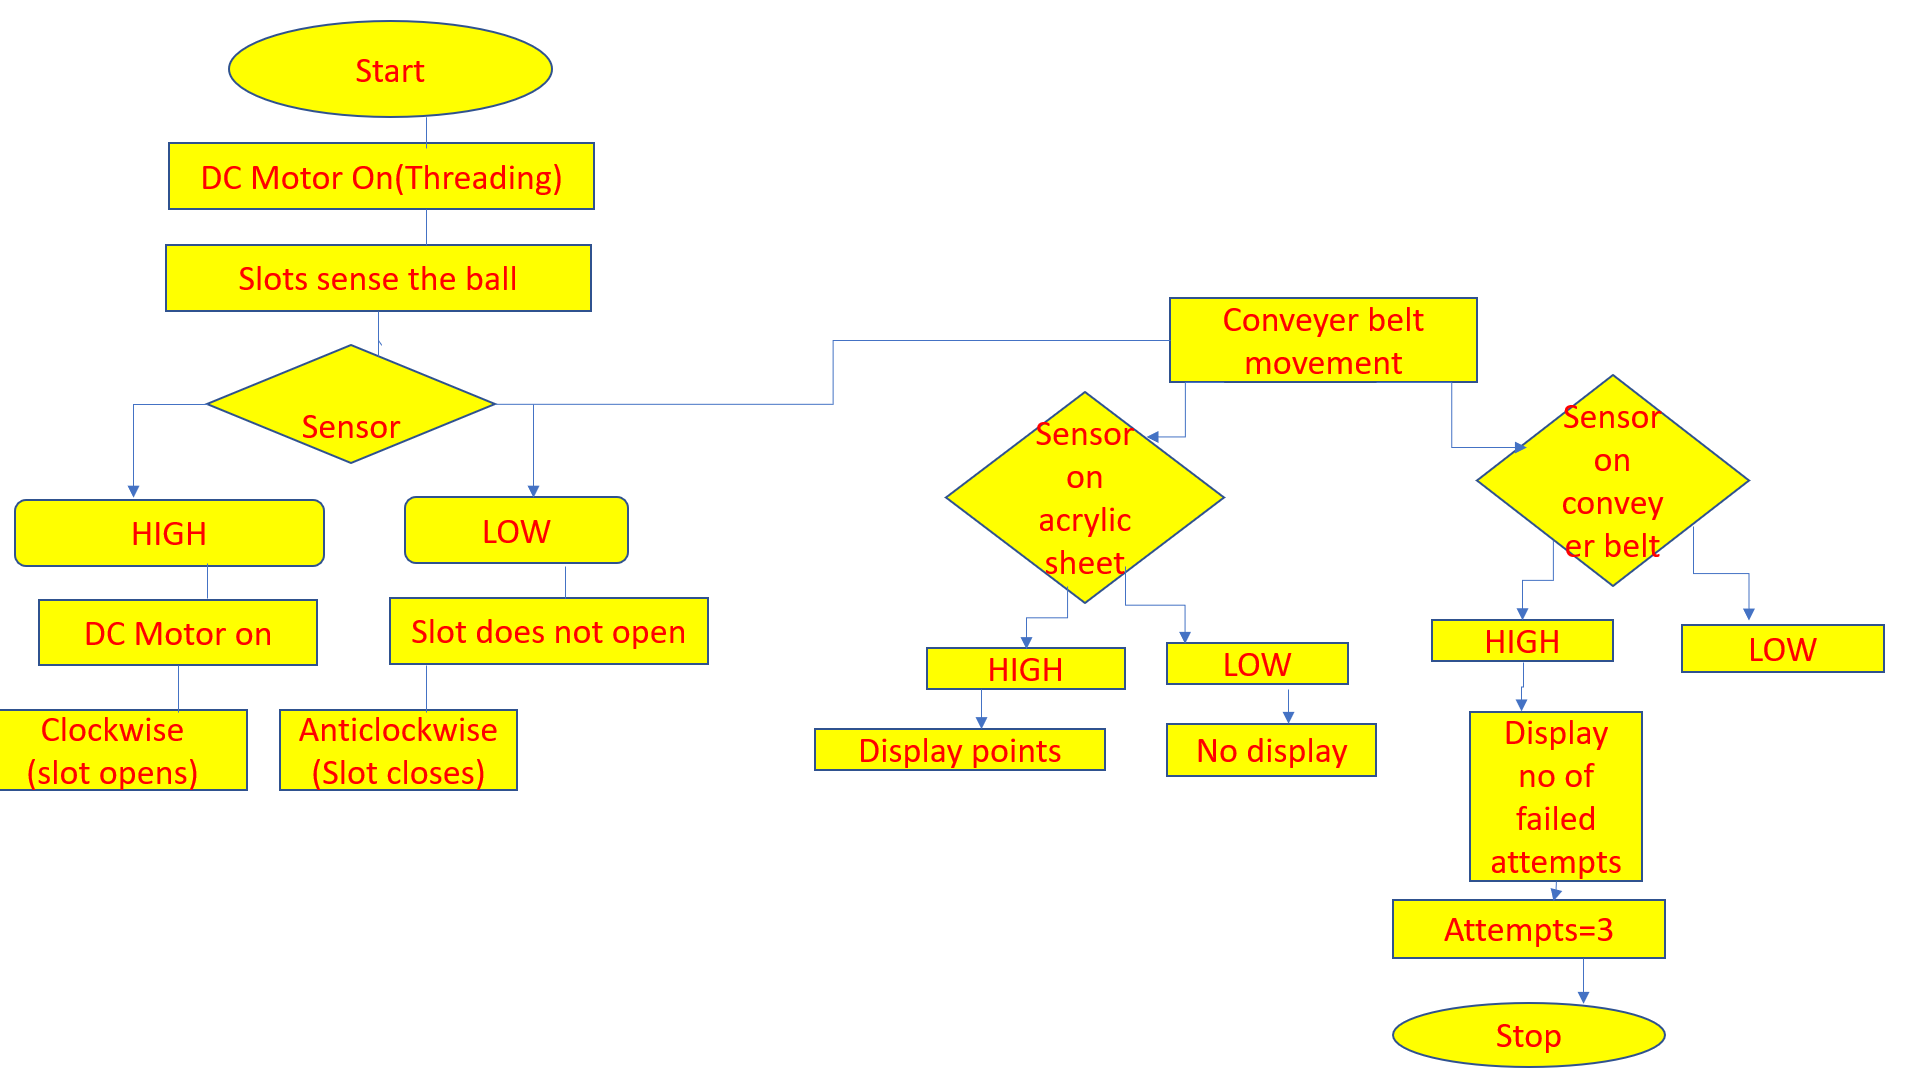 Start
DC Motor On(Threading)
Slots sense the ball
Sensor
HIGH
LOW
DC Motor on
Slot does not open
Clockwise
(slot opens)
Anticlockwise
(Slot closes)
Conveyer belt
movement
Sensor
on
acrylic
sheet
HIGH
LOW
Display points
No display
Sensor
on
convey
er belt
HIGH
LOW
Display
no of
failed
attempts
Attempts=3
Stop